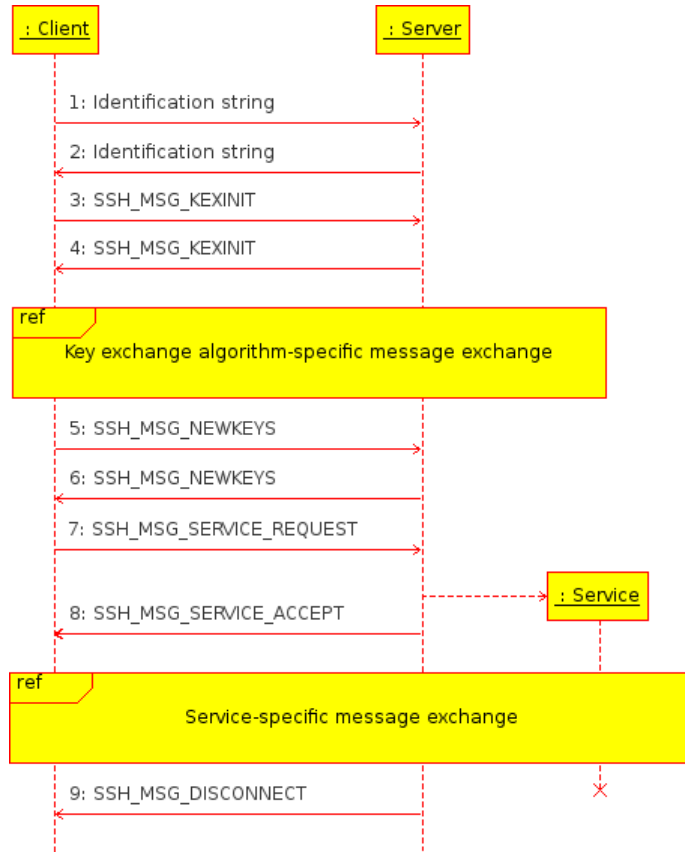 : Client
: Server
1: Identification string
2: Identification string
3: SSH_MSG_KEXINIT
4: SSH_MSG_KEXINIT
ref
Key exchange algorithm-specific message exchange
5: SSH_MSG_NEWKEYS
6: SSH_MSG_NEWKEYS
7: SSH_MSG_SERVICE_REQUEST
: Service
8: SSH_MSG_SERVICE_ACCEPT
ref
Service-specific message exchange
9: SSH_MSG_DISCONNECT